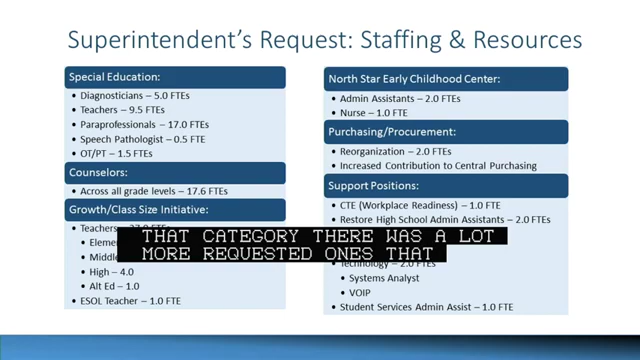 Superintendent's Request: Staffing & Resources
Special Education:
• Diagnosticians – 5.0 FTEs
• Teachers – 9.5 FTEs
• Paraprofessionals – 17.0 FTEs
• Speech Pathologist – 0.5 FTE
• OT/PT – 1.5 FTEs
Counselors:
• Across all grade levels – 17.6 FTEs
Growth/Class Size Initiative:
• Teachers
• High – 4.0
• Alt Ed – 1.0
• ESOL Teacher – 1.0 FTE
North Star Early Childhood Center:
• Admin Assistants – 2.0 FTEs
• Nurse – 1.0 FTE
Purchasing/Procurement:
• Reorganization – 2.0 FTEs
• Increased Contribution to Central Purchasing
Support Positions:
• CTE (Workplace Readiness) – 1.0 FTE
• Restore High School Admin Assistants – 2.0 FTEs
• Technology – 2.0 FTEs
• Systems Analyst
• VOIP
• Student Services Admin Assist – 1.0 FTE
THAT CATEGORY THERE WAS A LOT
MORE REQUESTED ONES THAT